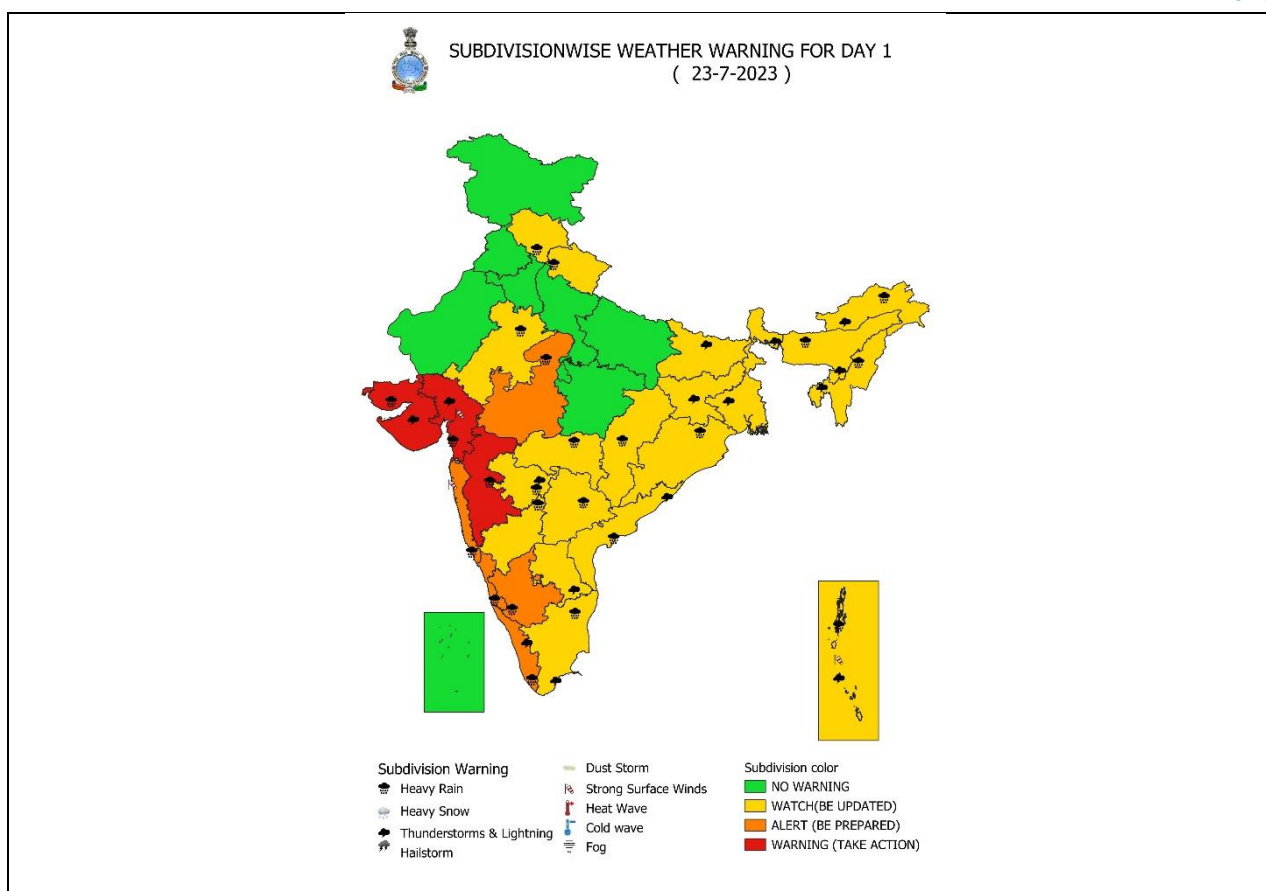 SUBDIVISIONWISE WEATHER WARNING FOR DAY 1
( 23-7-2023 )
Subdivision Warning
Heavy Rain
Heavy Snow
Thunderstorms & Lightning
Hailstorm
Dust Storm
Strong Surface Winds
Heat Wave
Cold wave
Fog
Subdivision color
NO WARNING
WATCH(BE UPDATED)
ALERT (BE PREPARED)
WARNING (TAKE ACTION)